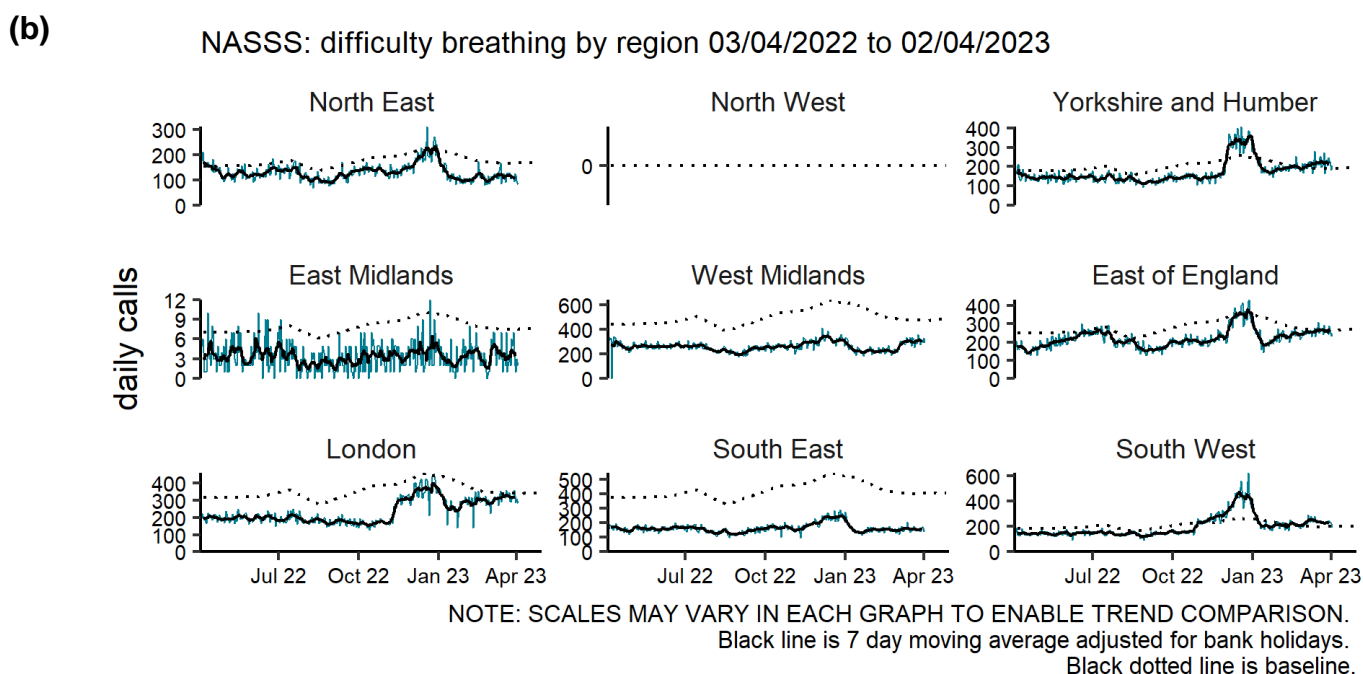 (b)
NASSS: difficulty breathing by region 03/04/2022 to 02/04/2023
daily calls
North East
300
200
100
0
North West
0
Yorkshire and Humber
400
300
200
100
0
East Midlands
12
9
6
3
0
West Midlands
600
400
200
0
East of England
400
300
200
100
0
London
400
300
200
100
0
Jul 22 Oct 22 Jan 23 Apr 23
South East
500
400
300
200
100
0
Jul 22 Oct 22 Jan 23 Apr 23
South West
600
400
200
0
Jul 22 Oct 22 Jan 23 Apr 23
NOTE: SCALES MAY VARY IN EACH GRAPH TO ENABLE TREND COMPARISON.
Black line is 7 day moving average adjusted for bank holidays.
Black dotted line is baseline.